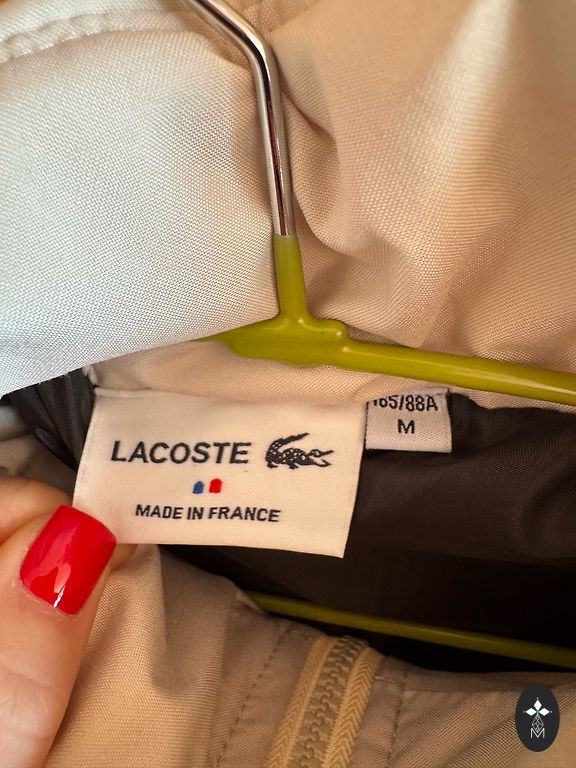 LACOSTE
MADE IN FRANCE
165/88A
M
M